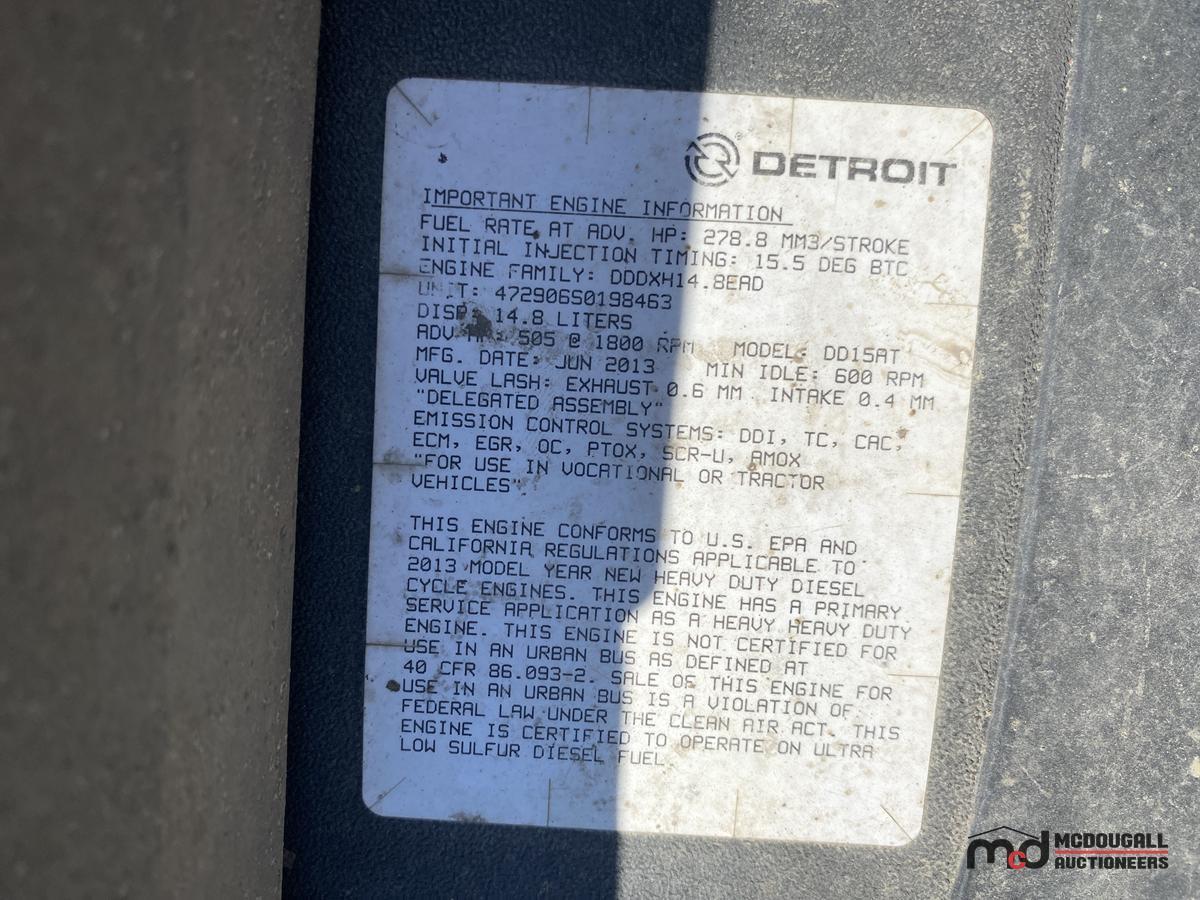 DETROIT
IMPORTANT ENGINE INFORMATION
FUEL RATE AT ADV. HP: 278.8 MM3/STROKE
INITIAL INJECTION TIMING: 15.5 DEG BTC
ENGINE FAMILY: DDDXH14.8EAD
UNIT: 472906S0198463
DISP: 14.8 LITERS
ADV HP: 505 @ 1800 RPM MODEL: DD15AT
MFG. DATE: JUN 2013 MIN IDLE: 600 RPM
VALVE LASH: EXHAUST 0.6 MM INTAKE 0.4 MM
"DELEGATED ASSEMBLY"
EMISSION CONTROL SYSTEMS: DDI, TC, CAC,
ECM, EGR, OC, PTOX, SCR-U, AMOX
"FOR USE IN VOCATIONAL OR TRACTOR
VEHICLES"
THIS ENGINE CONFORMS TO U.S. EPA AND
CALIFORNIA REGULATIONS APPLICABLE TO
2013 MODEL YEAR NEW HEAVY DUTY DIESEL
CYCLE ENGINES. THIS ENGINE HAS A PRIMARY
SERVICE APPLICATION AS A HEAVY HEAVY DUTY
ENGINE. THIS ENGINE IS NOT CERTIFIED FOR
USE IN AN URBAN BUS AS DEFINED AT
40 CFR 86.093-2. SALE OF THIS ENGINE FOR
USE IN AN URBAN BUS IS A VIOLATION OF
FEDERAL LAW UNDER THE CLEAN AIR ACT. THIS
ENGINE IS CERTIFIED TO OPERATE ON ULTRA
LOW SULFUR DIESEL FUEL
mcd MCDOUGALL
AUCTIONEERS